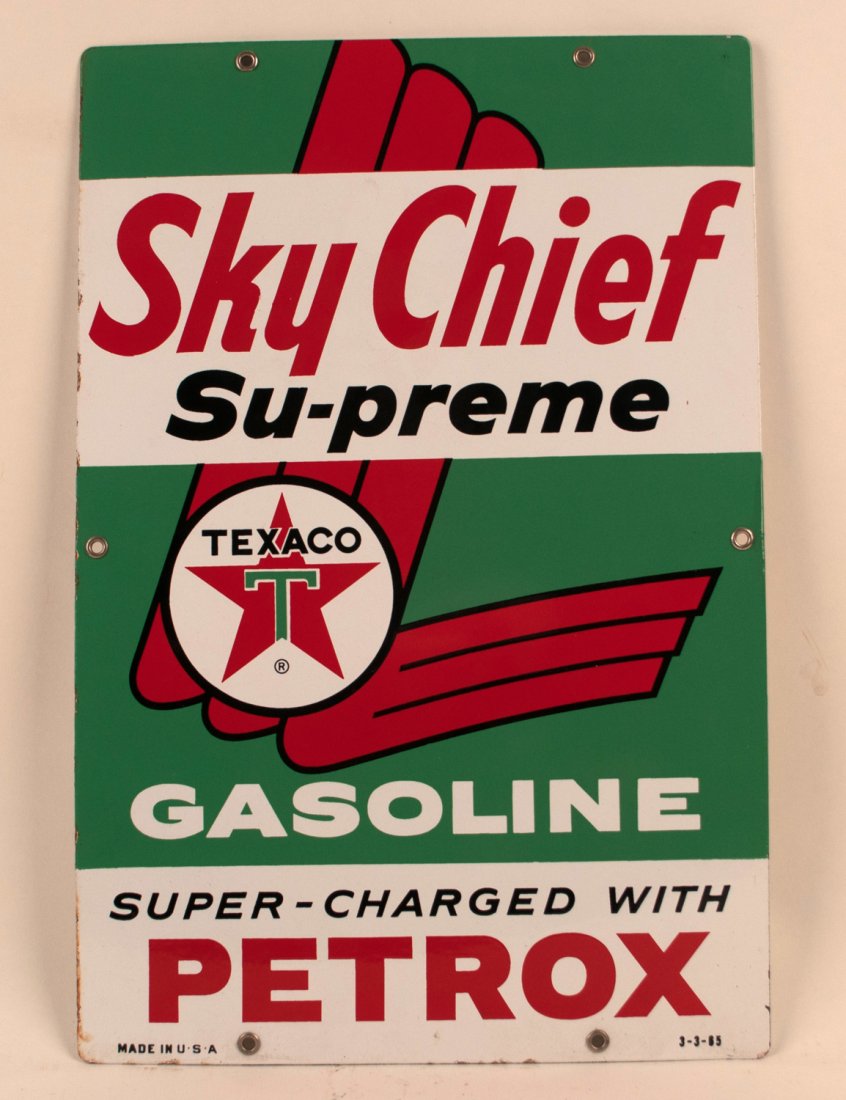 Sky Chief
Su-preme
TEXACO
T
®
GASOLINE
SUPER-CHARGED WITH
PETROX
MADE IN U·S·A 3-3-65